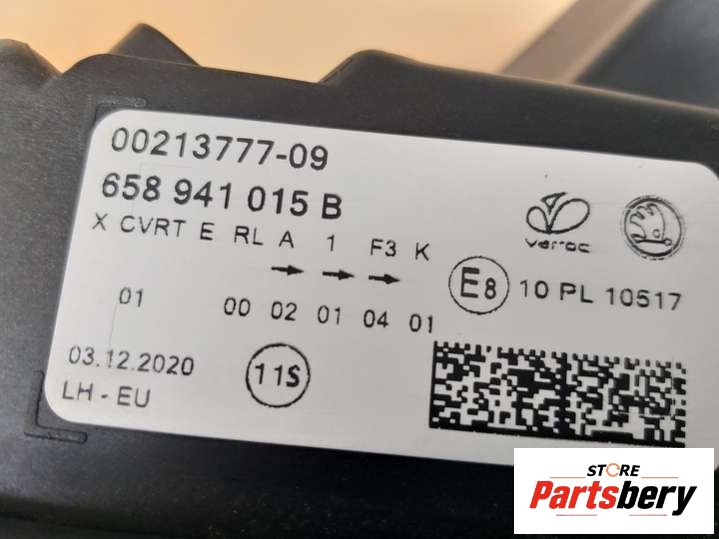 00213777-09
658 941 015 B
X CVRT E RL A 1 F3 K
01 00 02 01 04 01
03.12.2020
LH - EU
11S
varroc
E8 10 PL 10517
STORE
Partsbery